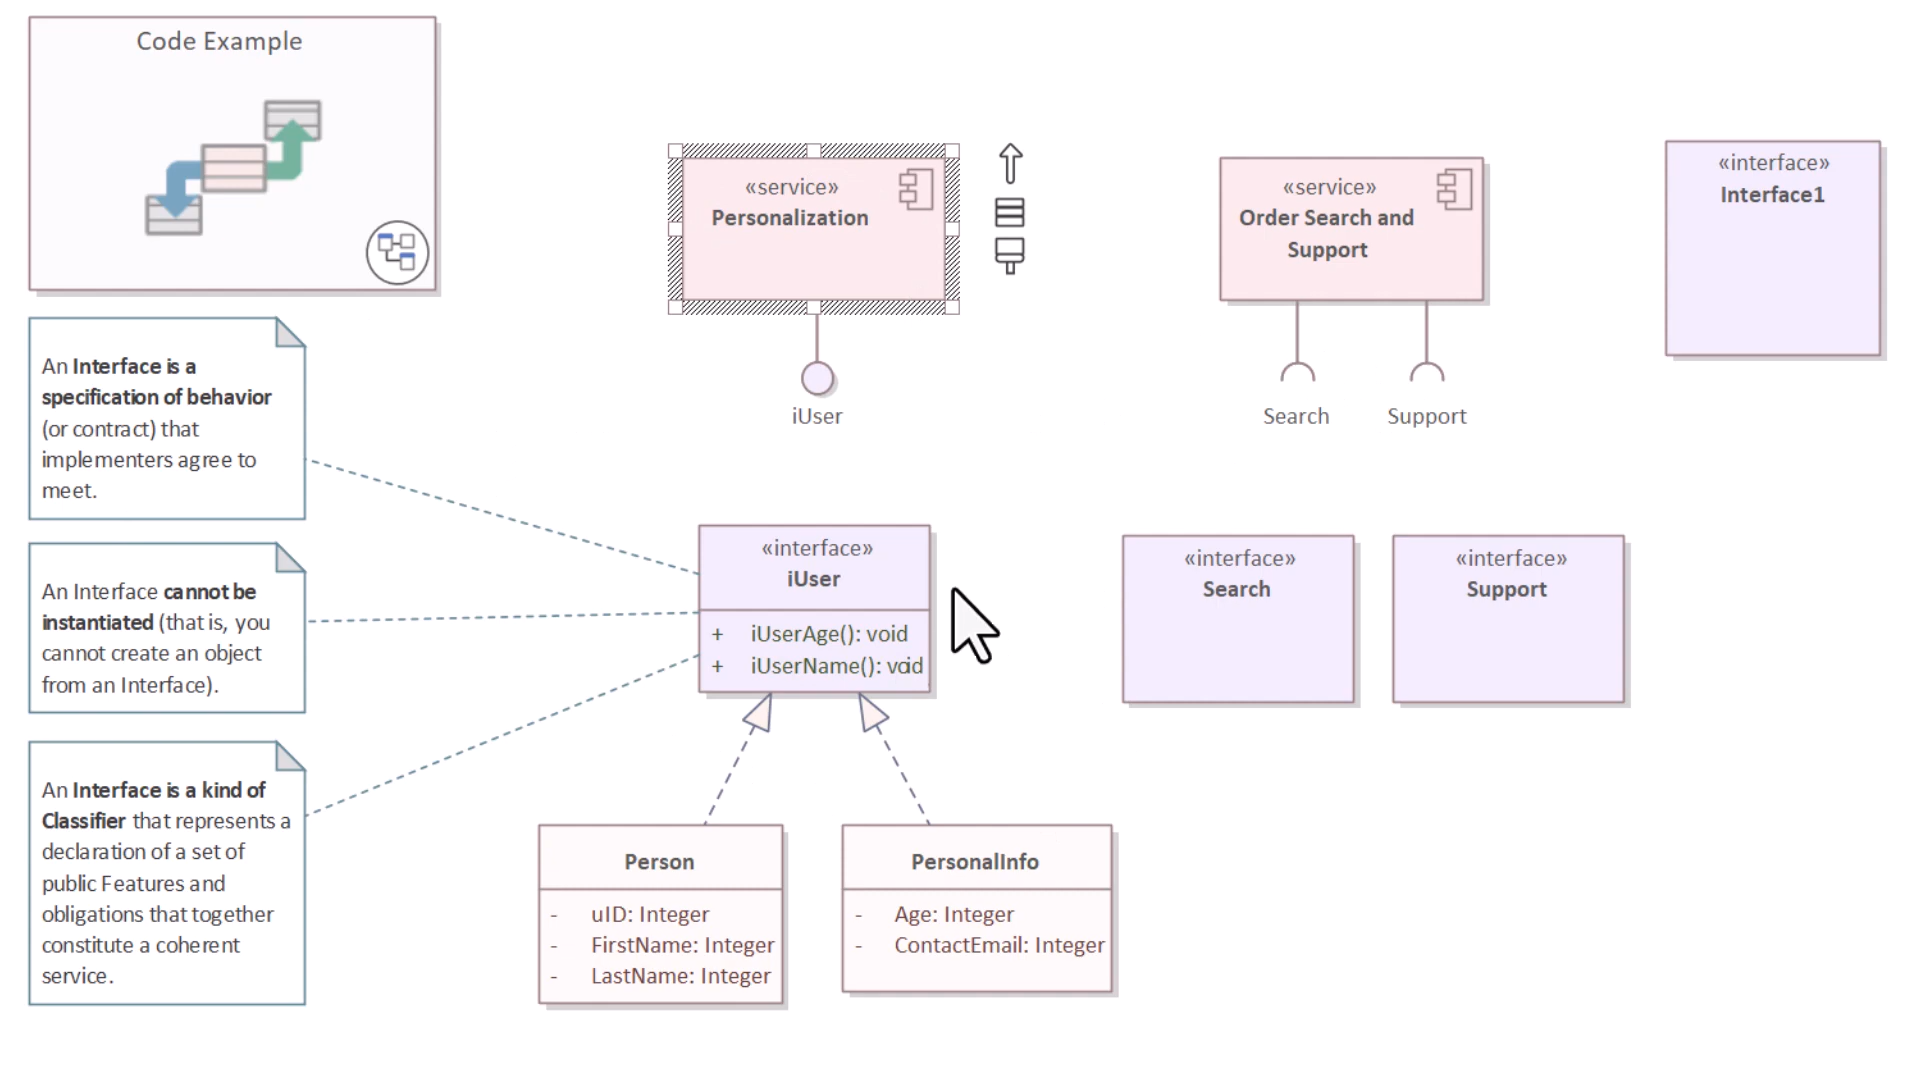 Code Example
An Interface is a
specification of behavior
(or contract) that
implementers agree to
meet.
An Interface cannot be
instantiated (that is, you
cannot create an object
from an Interface).
An Interface is a kind of
Classifier that represents a
declaration of a set of
public Features and
obligations that together
constitute a coherent
service.
«service»
Personalization
iUser
«service»
Order Search and
Support
Search
Support
«interface»
Interface1
«interface»
iUser
+ iUserAge(): void
+ iUserName(): void
«interface»
Search
«interface»
Support
Person
- uID: Integer
- FirstName: Integer
- LastName: Integer
PersonalInfo
- Age: Integer
- ContactEmail: Integer